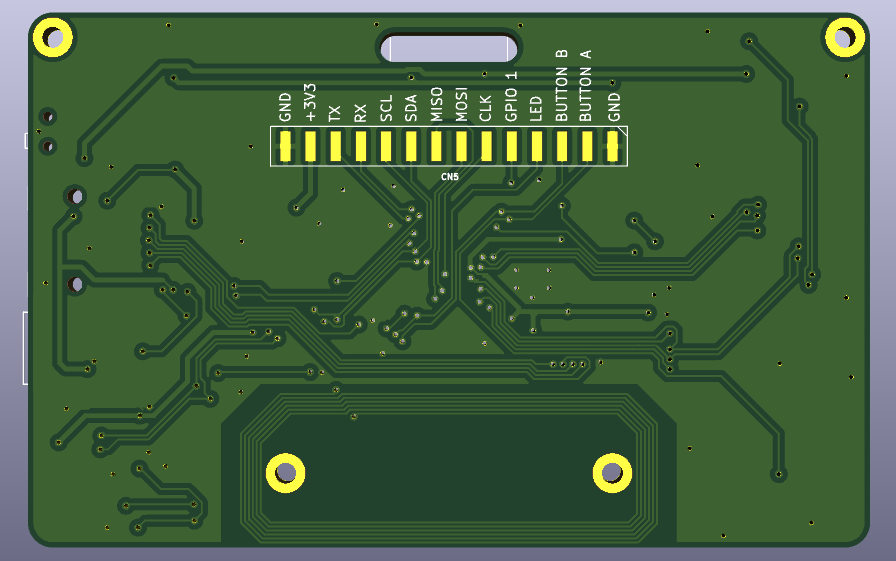 GND
+3V3
TX
RX
SCL
SDA
MISO
MOSI
CLK
GPIO 1
LED
BUTTON B
BUTTON A
GND
CN5